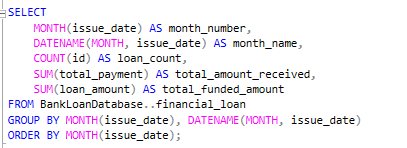 SELECT
MONTH(issue_date) AS month_number,
DATENAME(MONTH, issue_date) AS month_name,
COUNT(id) AS loan_count,
SUM(total_payment) AS total_amount_received,
SUM(loan_amount) AS total_funded_amount
FROM BankLoanDatabase..financial_loan
GROUP BY MONTH(issue_date), DATENAME(MONTH, issue_date)
ORDER BY MONTH(issue_date);